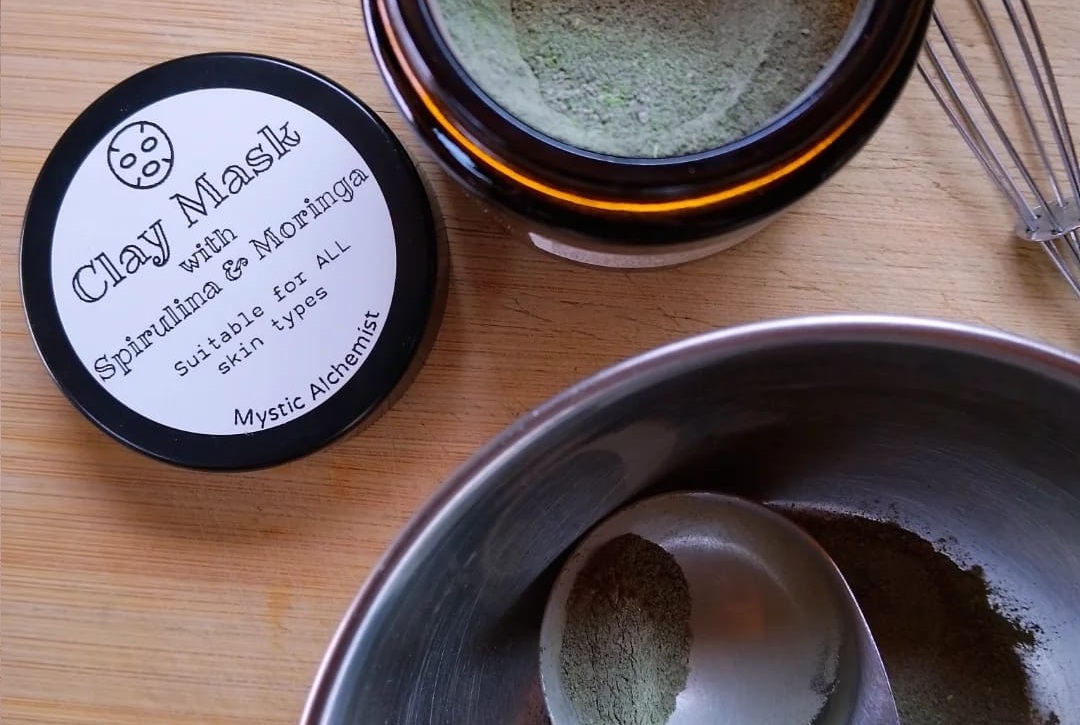 Clay Mask
with
Spirulina & Moringa
Suitable for ALL
skin types
Mystic Alchemist